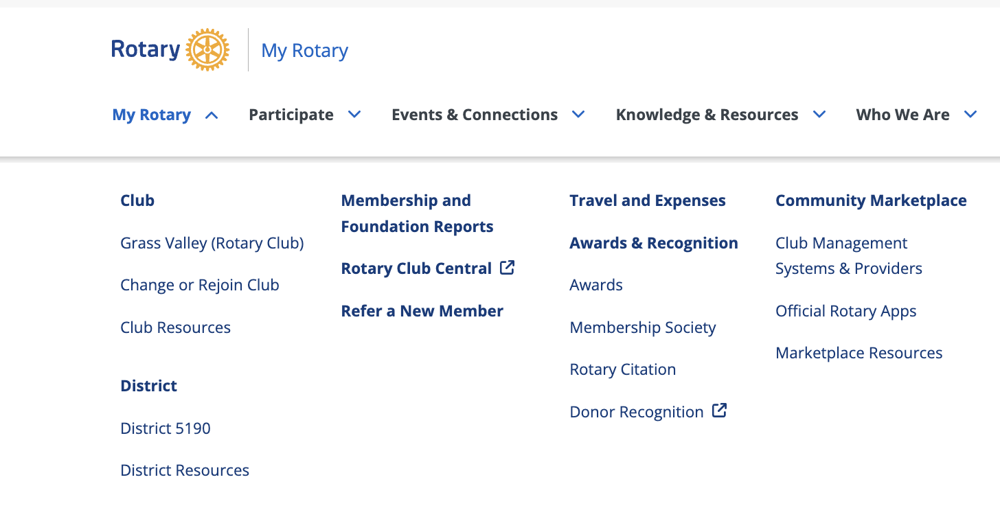 Rotary
My Rotary
My Rotary
Participate
Events & Connections
Knowledge & Resources
Who We Are
Club
Grass Valley (Rotary Club)
Change or Rejoin Club
Club Resources
District
District 5190
District Resources
Membership and
Foundation Reports
Rotary Club Central
Refer a New Member
Travel and Expenses
Awards & Recognition
Awards
Membership Society
Rotary Citation
Donor Recognition
Community Marketplace
Club Management
Systems & Providers
Official Rotary Apps
Marketplace Resources